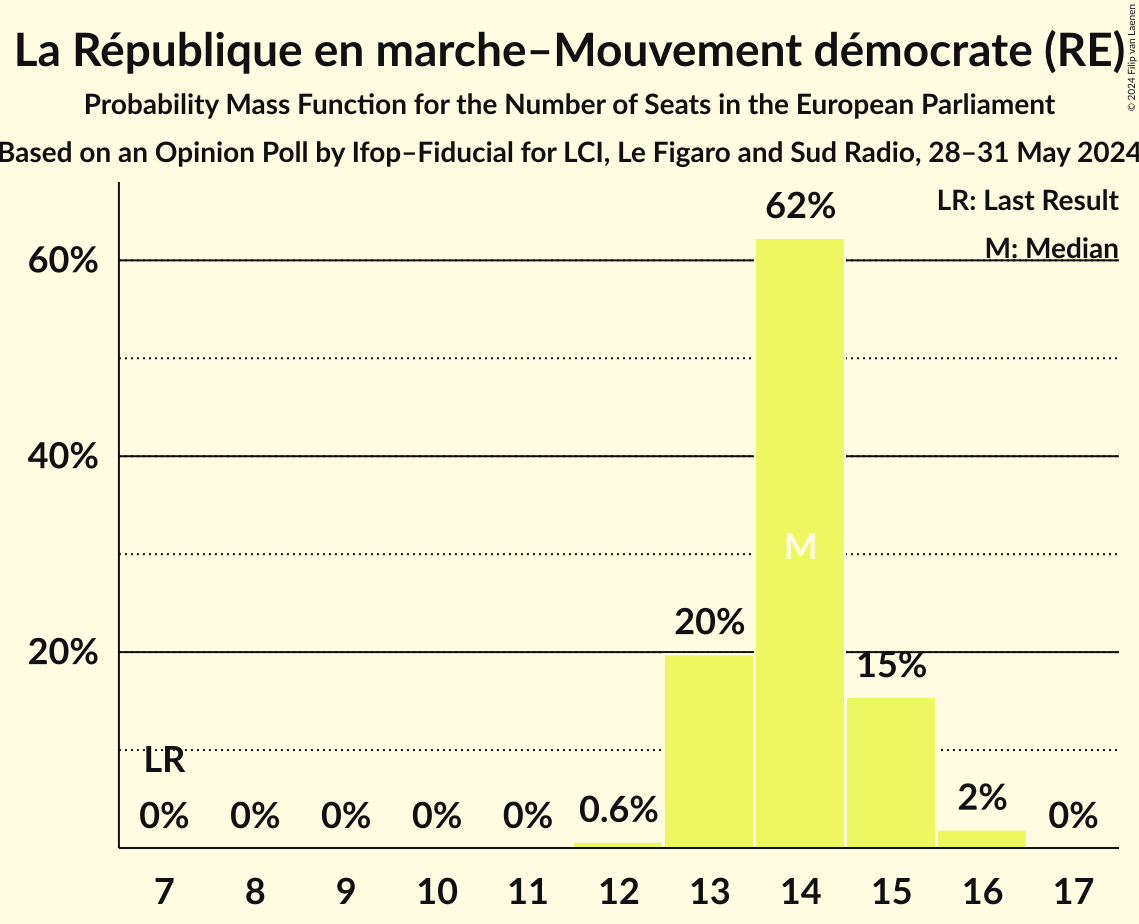 La République en marche–Mouvement démocrate (RE)
© 2024 Filip van Laenen
Probability Mass Function for the Number of Seats in the European Parliament
Based on an Opinion Poll by Ifop–Fiducial for LCI, Le Figaro and Sud Radio, 28–31 May 2024
LR: Last Result
M: Median
62%
60%
40%
M
20%
20%
15%
LR
0%
0%
0%
0%
0%
0.6%
2%
0%
7 8 9 10 11 12 13 14 15 16 17